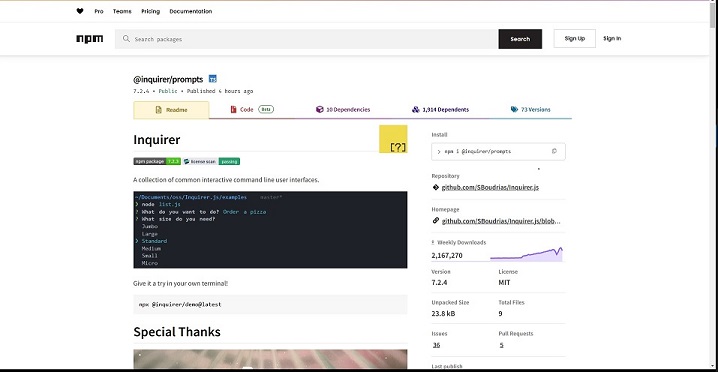 Pro Teams Pricing Documentation
npm Search packages Search Sign Up Sign In
@inquirer/prompts TS
7.2.4 • Public • Published 4 hours ago
Readme Code Beta 10 Dependencies 1,914 Dependents 73 Versions
Inquirer
[?]
npm package 7.2.3 license scan passing
A collection of common interactive command line user interfaces.
~/Documents/oss/Inquirer.js/examples master*
❯ node list.js
? What do you want to do? Order a pizza
? What size do you need?
Jumbo
Large
❯ Standard
Medium
Small
Micro
Give it a try in your own terminal!
npx @inquirer/demo@latest
Special Thanks
Install
❯ npm i @inquirer/prompts
Repository
github.com/SBoudrias/Inquirer.js
Homepage
github.com/SBoudrias/Inquirer.js/blob...
Weekly Downloads
2,167,270
Version License
7.2.4 MIT
Unpacked Size Total Files
23.8 kB 9
Issues Pull Requests
36 5
Last publish